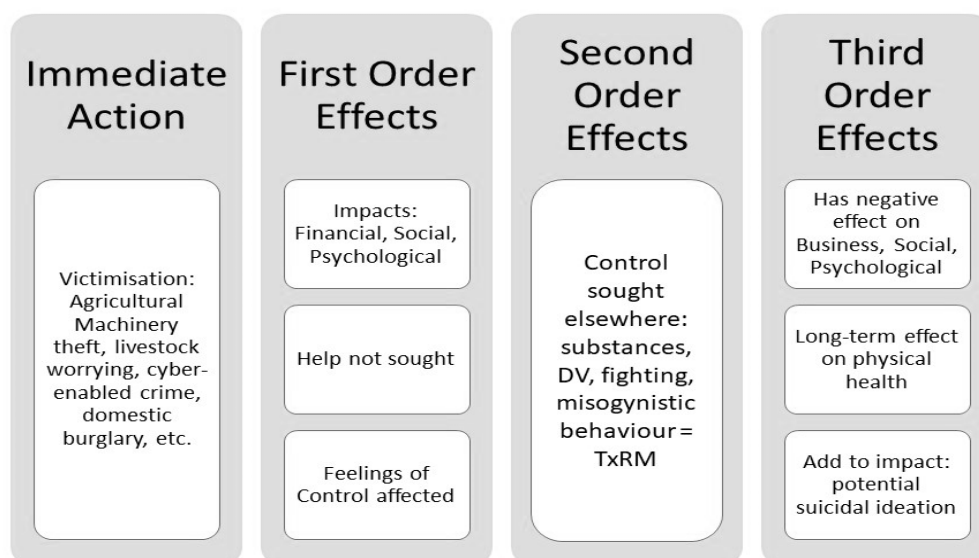 Immediate
Action
Victimisation:
Agricultural
Machinery
theft, livestock
worrying, cyber-
enabled crime,
domestic
burglary, etc.
First Order
Effects
Impacts:
Financial, Social,
Psychological
Help not sought
Feelings of
Control affected
Second
Order
Effects
Control
sought
elsewhere:
substances,
DV, fighting,
misogynistic
behaviour =
TxRM
Third
Order
Effects
Has negative
effect on
Business, Social,
Psychological
Long-term effect
on physical
health
Add to impact:
potential
suicidal ideation